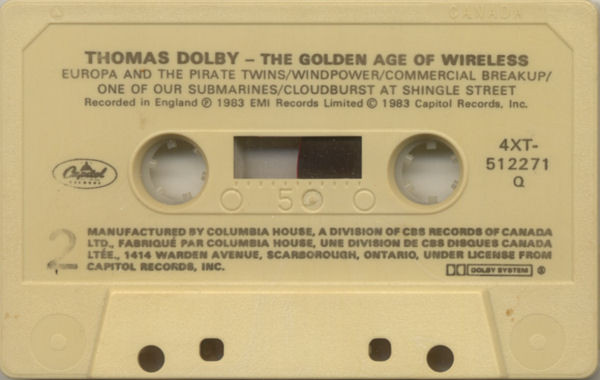 CANADA
THOMAS DOLBY – THE GOLDEN AGE OF WIRELESS
EUROPA AND THE PIRATE TWINS/WINDPOWER/COMMERCIAL BREAKUP/
ONE OF OUR SUBMARINES/CLOUDBURST AT SHINGLE STREET
Recorded in England Ⓟ 1983 EMI Records Limited © 1983 Capitol Records, Inc.
Capitol
RECORDS
4XT-
512271
Q
50
2
MANUFACTURED BY COLUMBIA HOUSE, A DIVISION OF CBS RECORDS OF CANADA
LTD., FABRIQUÉ PAR COLUMBIA HOUSE, UNE DIVISION DE CBS DISQUES CANADA
LTÉE., 1414 WARDEN AVENUE, SCARBOROUGH, ONTARIO, UNDER LICENSE FROM
CAPITOL RECORDS, INC.
DOLBY SYSTEM ®